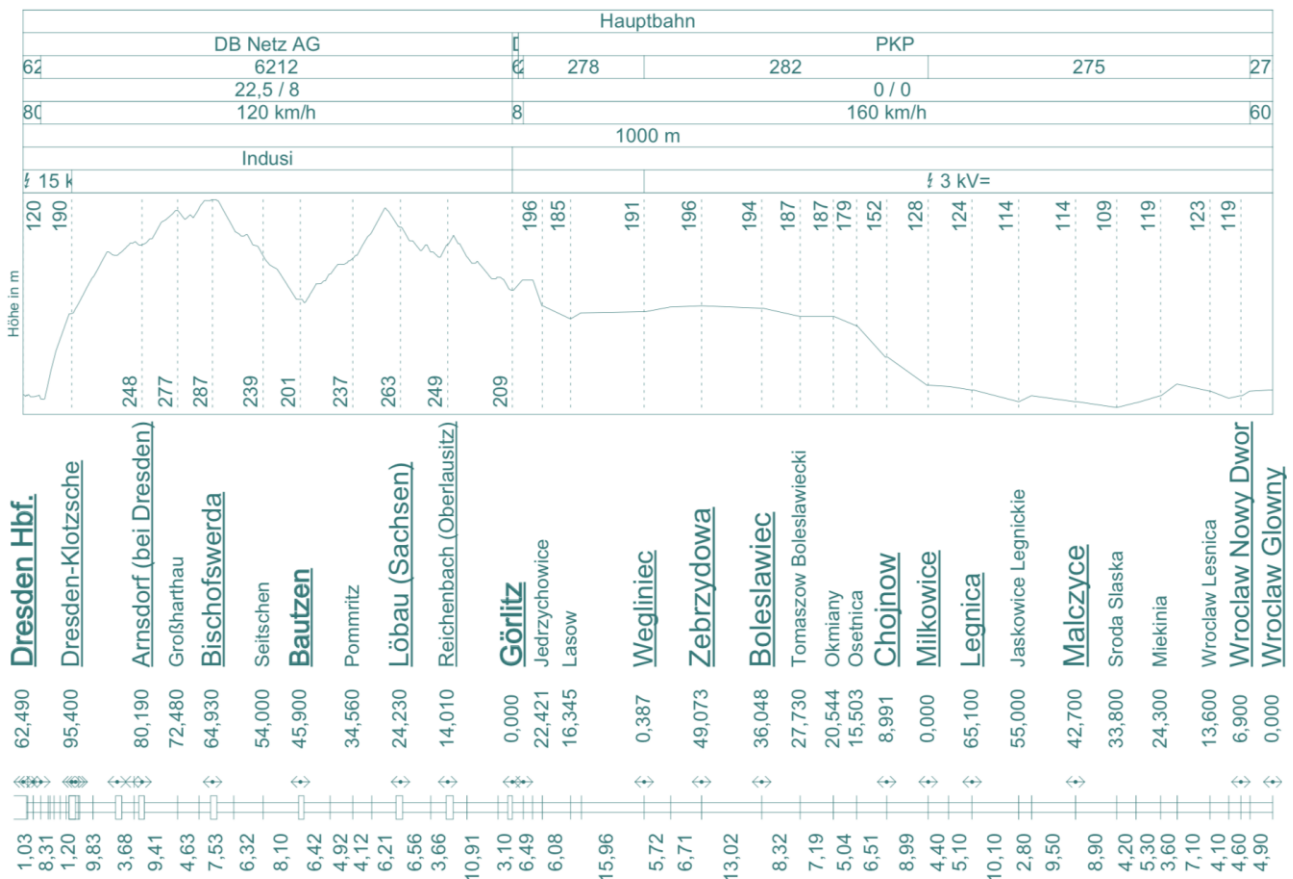 Hauptbahn
DB Netz AG
PKP
62 6212 278 282 275 27
22,5 / 8 0 / 0
80 120 km/h 8 160 km/h 60
1000 m
Indusi
15 k 3 kV=
Höhe in m
120 190 196 185 191 196 194 187 187 179 152 128 124 114 114 109 119 123 119
248 277 287 239 201 237 263 249 209
Dresden Hbf.
Dresden-Klotzsche
Arnsdorf (bei Dresden)
Großharthau
Bischofswerda
Seitschen
Bautzen
Pommritz
Löbau (Sachsen)
Reichenbach (Oberlausitz)
Görlitz
Jedrzychowice
Lasow
Wegliniec
Zebrzydowa
Boleslawiec
Tomaszow Boleslawiecki
Okmiany
Osetnica
Chojnow
Milkowice
Legnica
Jaskowice Legnickie
Malczyce
Sroda Slaska
Miekinia
Wroclaw Lesnica
Wroclaw Nowy Dwor
Wroclaw Glowny
62,490 95,400 80,190 72,480 64,930 54,000 45,900 34,560 24,230 14,010 0,000 22,421 16,345 0,387 49,073 36,048 27,730 20,544 15,503 8,991 0,000 65,100 55,000 42,700 33,800 24,300 13,600 6,900 0,000
1,03 8,31 1,20 9,83 3,68 9,41 4,63 7,53 6,32 8,10 6,42 4,92 4,12 6,21 6,56 3,66 10,91 3,10 6,49 6,08 15,96 5,72 6,71 13,02 8,32 7,19 5,04 6,51 8,99 4,40 5,10 10,10 2,80 9,50 8,90 4,20 5,30 3,60 7,10 4,10 4,60 4,90